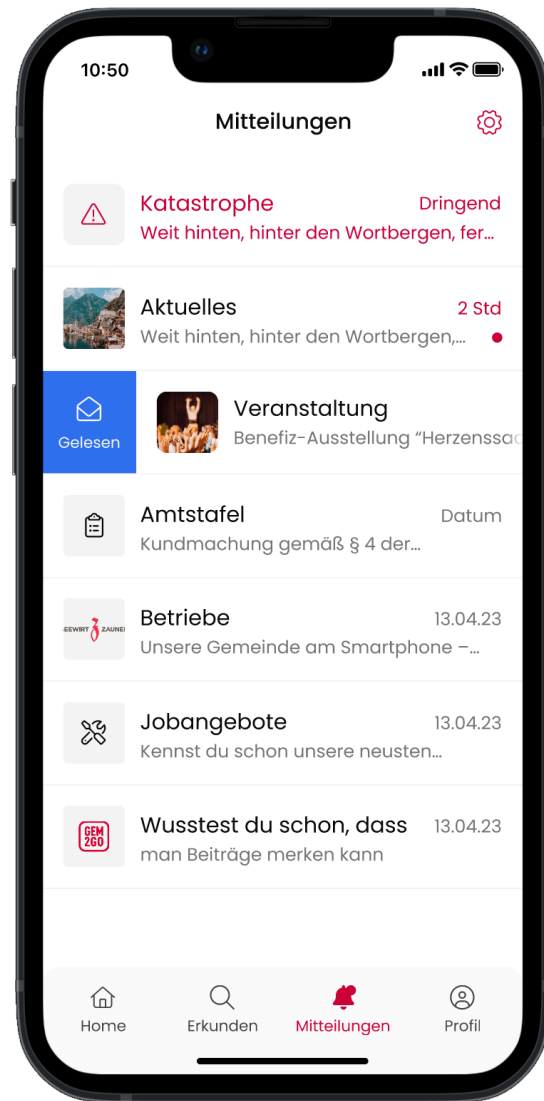 10:50
Mitteilungen
Katastrophe Dringend
Weit hinten, hinter den Wortbergen, fer...
Aktuelles 2 Std
Weit hinten, hinter den Wortbergen,...
Gelesen
Veranstaltung
Benefiz-Ausstellung “Herzenssac
Amtstafel Datum
Kundmachung gemäß § 4 der...
EEWIRT ZAUNE
Betriebe 13.04.23
Unsere Gemeinde am Smartphone –...
Jobangebote 13.04.23
Kennst du schon unsere neusten...
GEM
2GO
Wusstest du schon, dass 13.04.23
man Beiträge merken kann
Home Erkunden Mitteilungen Profil